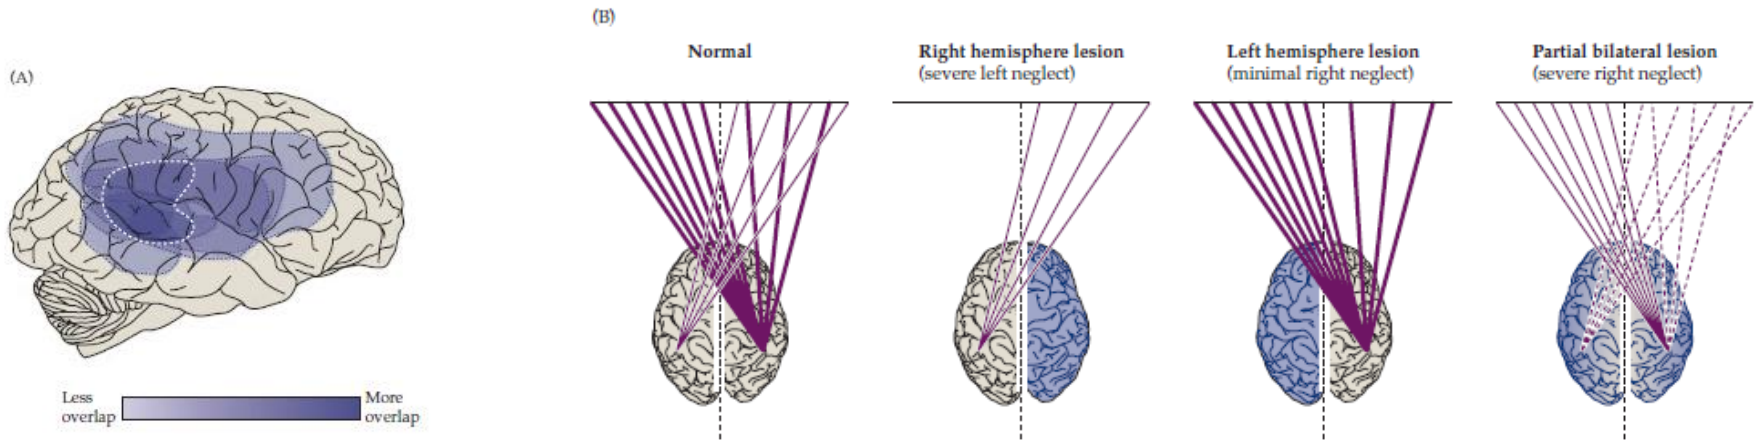 (A)
Less
overlap
More
overlap
(B)
Normal
Right hemisphere lesion
(severe left neglect)
Left hemisphere lesion
(minimal right neglect)
Partial bilateral lesion
(severe right neglect)